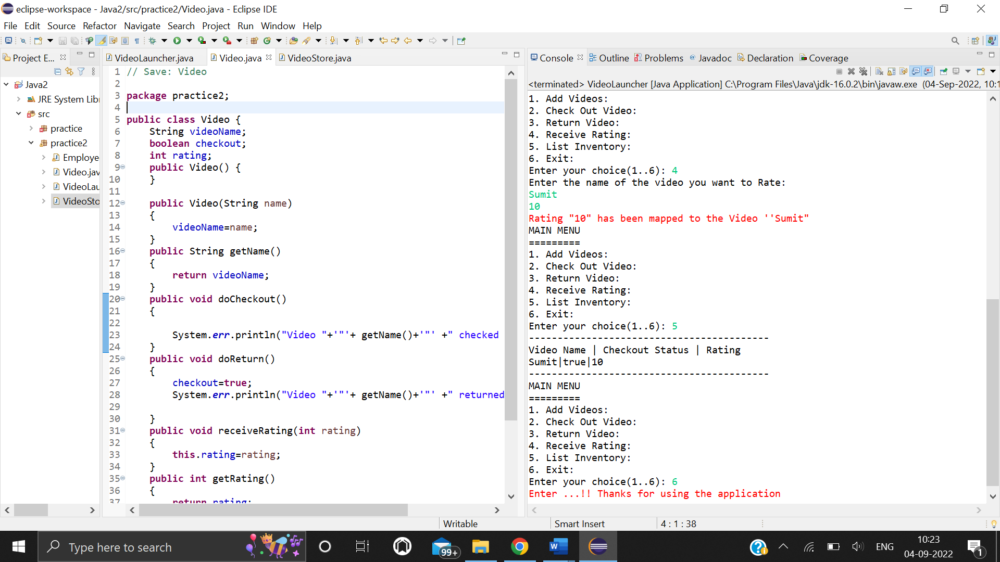 eclipse-workspace - Java2/src/practice2/Video.java - Eclipse IDE
File Edit Source Refactor Navigate Search Project Run Window Help
Project E...
Java2
JRE System Libr
src
practice
practice2
Employe
Video.jav
VideoLau
VideoSto
VideoLauncher.java Video.java VideoStore.java
1 // Save: Video
2
3 package practice2;
4
5 public class Video {
6 String videoName;
7 boolean checkout;
8 int rating;
9 public Video() {
10 }
11
12 public Video(String name)
13 {
14 videoName=name;
15 }
16 public String getName()
17 {
18 return videoName;
19 }
20 public void doCheckout()
21 {
22
23 System.err.println("Video "+'"'+ getName()+'"' +" checked
24 }
25 public void doReturn()
26 {
27 checkout=true;
28 System.err.println("Video "+'"'+ getName()+'"' +" returned
29
30 }
31 public void receiveRating(int rating)
32 {
33 this.rating=rating;
34 }
35 public int getRating()
36 {
37 return rating;
Console Outline Problems @ Javadoc Declaration Coverage
<terminated> VideoLauncher [Java Application] C:\Program Files\Java\jdk-16.0.2\bin\javaw.exe (04-Sep-2022, 10:1
1. Add Videos:
2. Check Out Video:
3. Return Video:
4. Receive Rating:
5. List Inventory:
6. Exit:
Enter your choice(1..6): 4
Enter the name of the video you want to Rate:
Sumit
10
Rating "10" has been mapped to the Video ''Sumit"
MAIN MENU
=========
1. Add Videos:
2. Check Out Video:
3. Return Video:
4. Receive Rating:
5. List Inventory:
6. Exit:
Enter your choice(1..6): 5
------------------------------------------
Video Name | Checkout Status | Rating
Sumit|true|10
------------------------------------------
MAIN MENU
=========
1. Add Videos:
2. Check Out Video:
3. Return Video:
4. Receive Rating:
5. List Inventory:
6. Exit:
Enter your choice(1..6): 6
Enter ...!! Thanks for using the application
Writable Smart Insert 4 : 1 : 38
Type here to search
99+
ENG
10:23
04-09-2022
1